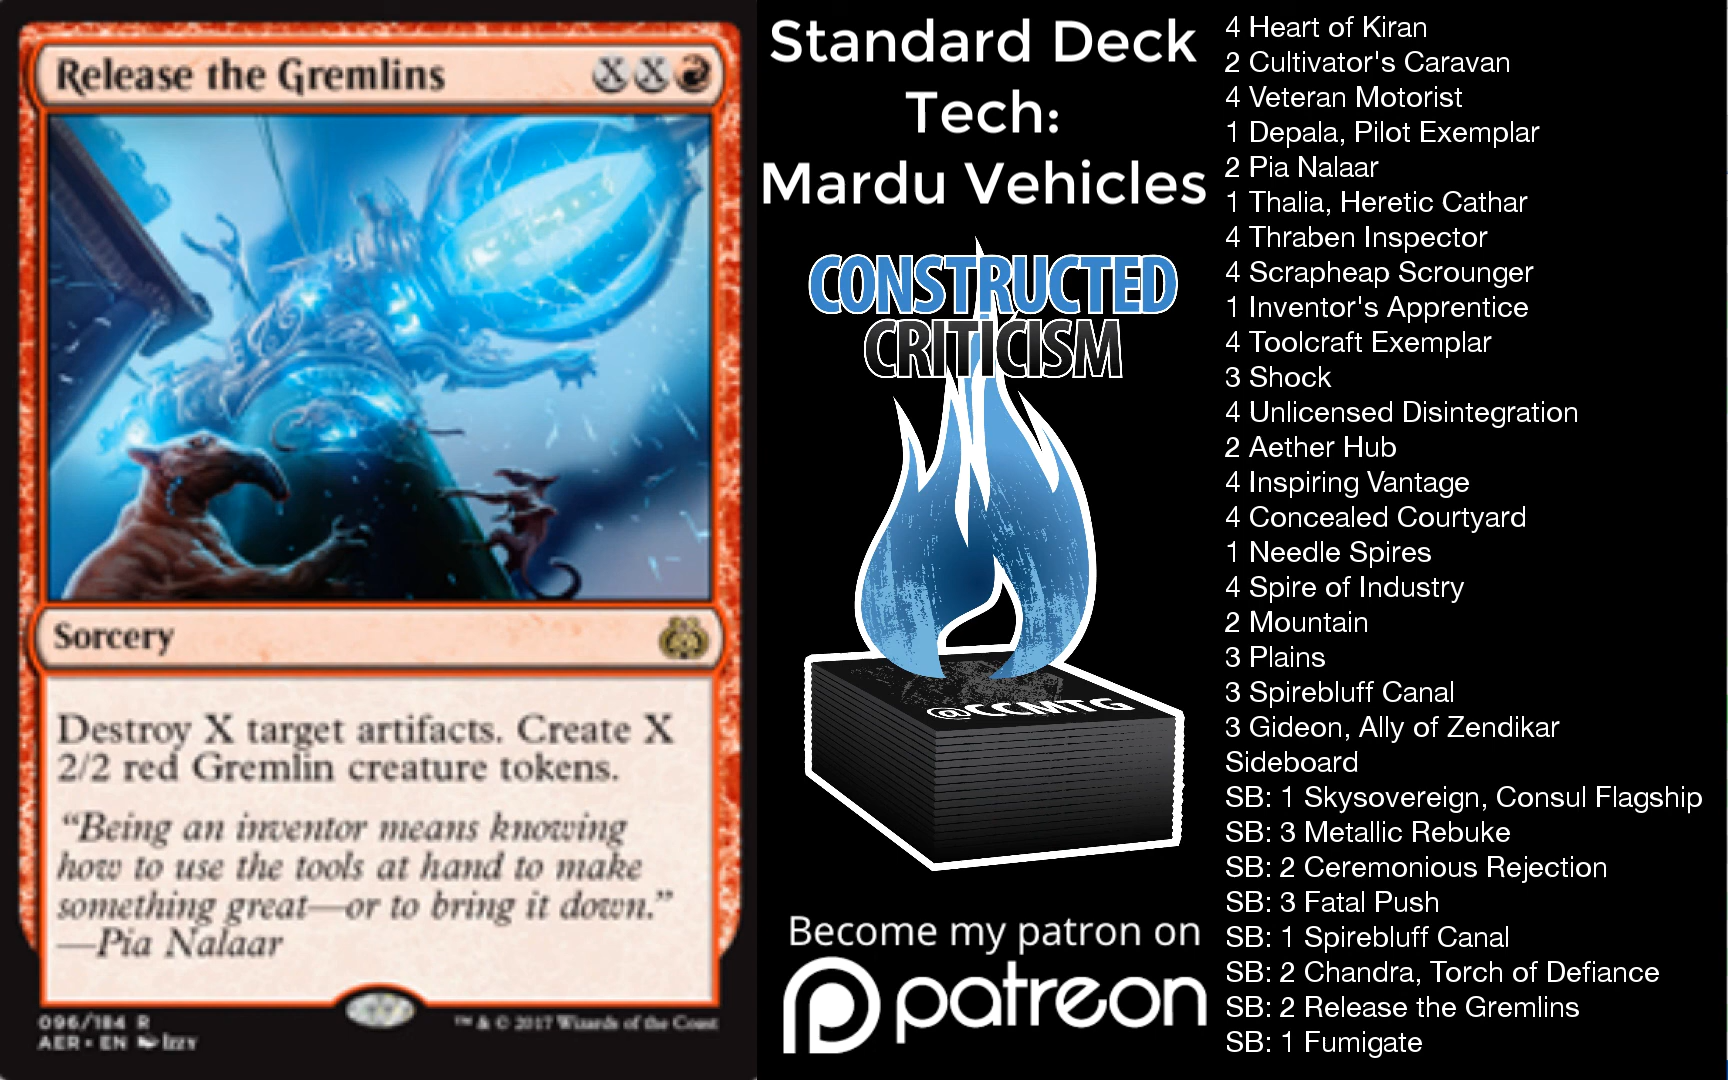 Release the Gremlins XX
Sorcery
Destroy X target artifacts. Create X
2/2 red Gremlin creature tokens.
“Being an inventor means knowing
how to use the tools at hand to make
something great—or to bring it down.”
—Pia Nalaar
096/184 R
AER • EN Izzy
™ & © 2017 Wizards of the Coast
Standard Deck
Tech:
Mardu Vehicles
CONSTRUCTED
CRITICISM
@CCMTG
Become my patron on
patreon
4 Heart of Kiran
2 Cultivator's Caravan
4 Veteran Motorist
1 Depala, Pilot Exemplar
2 Pia Nalaar
1 Thalia, Heretic Cathar
4 Thraben Inspector
4 Scrapheap Scrounger
1 Inventor's Apprentice
4 Toolcraft Exemplar
3 Shock
4 Unlicensed Disintegration
2 Aether Hub
4 Inspiring Vantage
4 Concealed Courtyard
1 Needle Spires
4 Spire of Industry
2 Mountain
3 Plains
3 Spirebluff Canal
3 Gideon, Ally of Zendikar
Sideboard
SB: 1 Skysovereign, Consul Flagship
SB: 3 Metallic Rebuke
SB: 2 Ceremonious Rejection
SB: 3 Fatal Push
SB: 1 Spirebluff Canal
SB: 2 Chandra, Torch of Defiance
SB: 2 Release the Gremlins
SB: 1 Fumigate